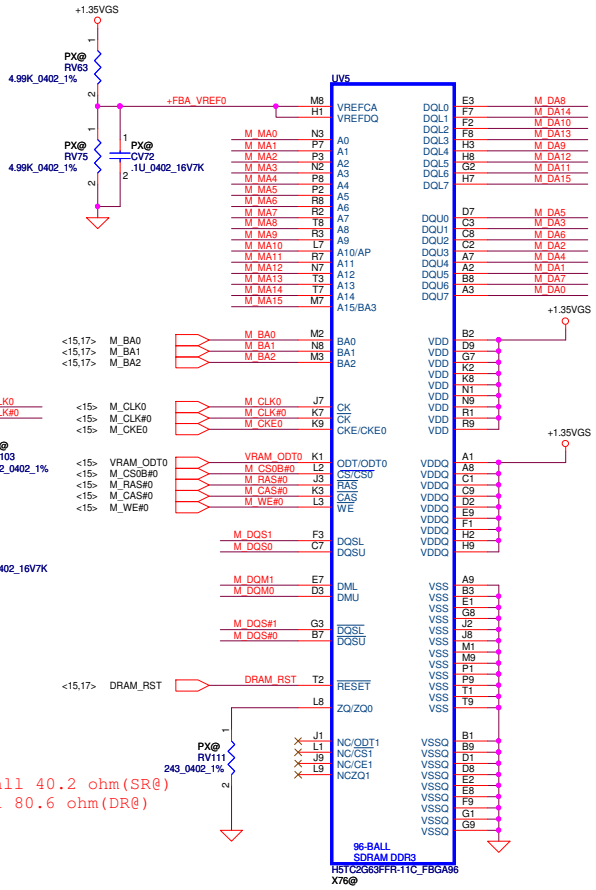 +1.35VGS
1
PX@
RV63
4.99K_0402_1%
2
+FBA_VREF0
1
PX@
RV75
4.99K_0402_1%
2
1
PX@
CV72
.1U_0402_16V7K
2
UV5
M8 VREFCA
H1 VREFDQ
M_MA0 N3 A0
M_MA1 P7 A1
M_MA2 P3 A2
M_MA3 N2 A3
M_MA4 P8 A4
M_MA5 P2 A5
M_MA6 R8 A6
M_MA7 R2 A7
M_MA8 T8 A8
M_MA9 R3 A9
M_MA10 L7 A10/AP
M_MA11 R7 A11
M_MA12 N7 A12
M_MA13 T3 A13
M_MA14 T7 A14
M_MA15 M7 A15/BA3
<15,17> M_BA0 M_BA0 M2 BA0
<15,17> M_BA1 M_BA1 N8 BA1
<15,17> M_BA2 M_BA2 M3 BA2
LK0
LK#0
<15> M_CLK0 M_CLK0 J7 CK
<15> M_CLK#0 M_CLK#0 K7 CK
<15> M_CKE0 M_CKE0 K9 CKE/CKE0
@
103
2_0402_1%
<15> VRAM_ODT0 VRAM_ODT0 K1 ODT/ODT0
<15> M_CS0B#0 M_CS0B#0 L2 CS/CS0
<15> M_RAS#0 M_RAS#0 J3 RAS
<15> M_CAS#0 M_CAS#0 K3 CAS
<15> M_WE#0 M_WE#0 L3 WE
M_DQS1 F3 DQSL
M_DQS0 C7 DQSU
402_16V7K
M_DQM1 E7 DML
M_DQM0 D3 DMU
M_DQS#1 G3 DQSL
M_DQS#0 B7 DQSU
<15,17> DRAM_RST DRAM_RST T2 RESET
L8 ZQ/ZQ0
1
PX@
RV111
243_0402_1%
2
J1 NC/ODT1
L1 NC/CS1
J9 NC/CE1
L9 NCZQ1
all 40.2 ohm(SR@)
l 80.6 ohm(DR@)
DQL0 E3 M_DA8
DQL1 F7 M_DA14
DQL2 F2 M_DA10
DQL3 F8 M_DA13
DQL4 H3 M_DA9
DQL5 H8 M_DA12
DQL6 G2 M_DA11
DQL7 H7 M_DA15
DQU0 D7 M_DA5
DQU1 C3 M_DA3
DQU2 C8 M_DA6
DQU3 C2 M_DA2
DQU4 A7 M_DA4
DQU5 A2 M_DA1
DQU6 B8 M_DA7
DQU7 A3 M_DA0
+1.35VGS
VDD B2
VDD D9
VDD G7
VDD K2
VDD K8
VDD N1
VDD N9
VDD R1
VDD R9
+1.35VGS
VDDQ A1
VDDQ A8
VDDQ C1
VDDQ C9
VDDQ D2
VDDQ E9
VDDQ F1
VDDQ H2
VDDQ H9
VSS A9
VSS B3
VSS E1
VSS G8
VSS J2
VSS J8
VSS M1
VSS M9
VSS P1
VSS P9
VSS T1
VSS T9
VSSQ B1
VSSQ B9
VSSQ D1
VSSQ D8
VSSQ E2
VSSQ E8
VSSQ F9
VSSQ G1
VSSQ G9
96-BALL
SDRAM DDR3
H5TC2G63FFR-11C_FBGA96
X76@